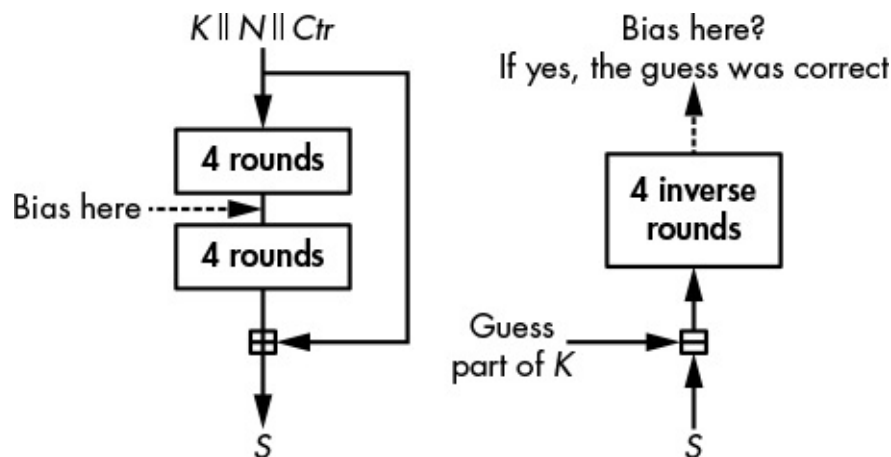 K || N || Ctr
4 rounds
Bias here
4 rounds
S
Bias here?
If yes, the guess was correct
4 inverse
rounds
Guess
part of K
S